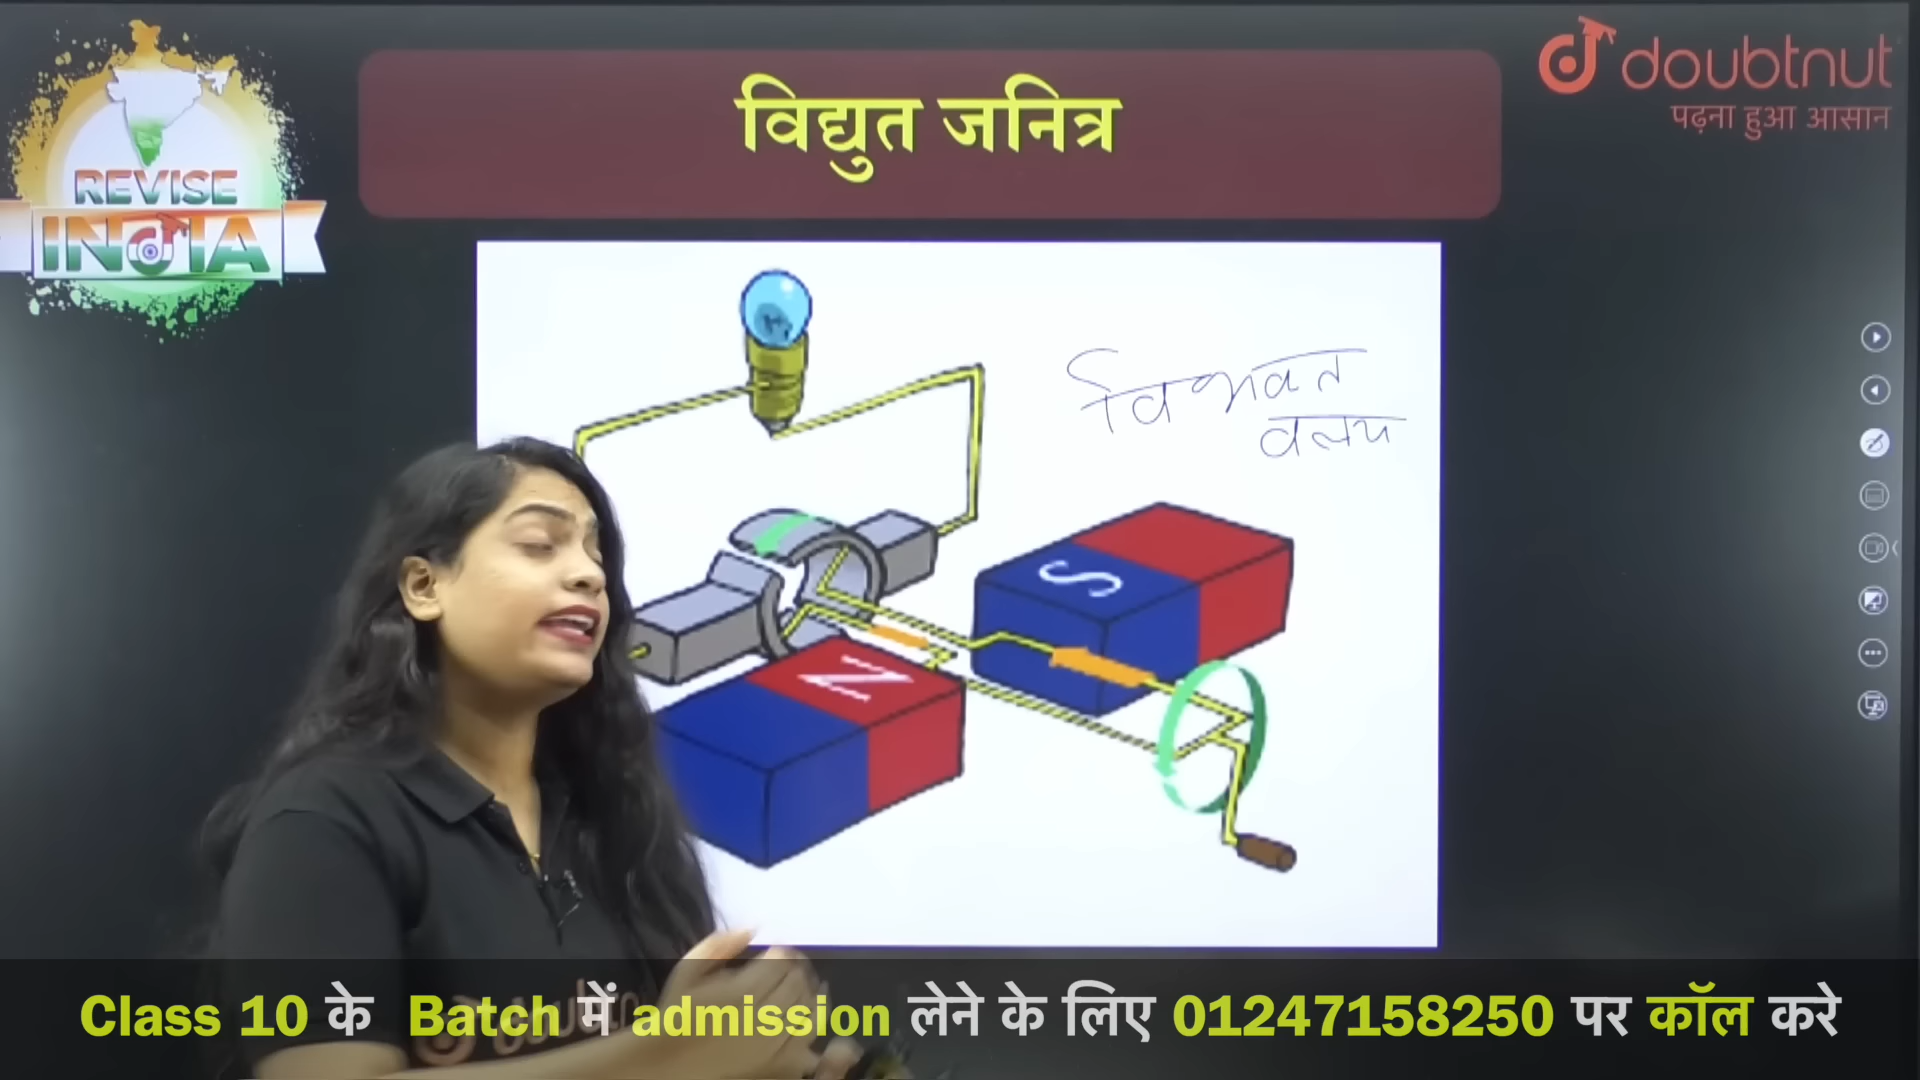 REVISE
INDIA
विद्युत जनित्र
doubtnut
पढ़ना हुआ आसान
विभक्त
वलय
S
N
Class 10 के Batch में admission लेने के लिए 01247158250 पर कॉल करे